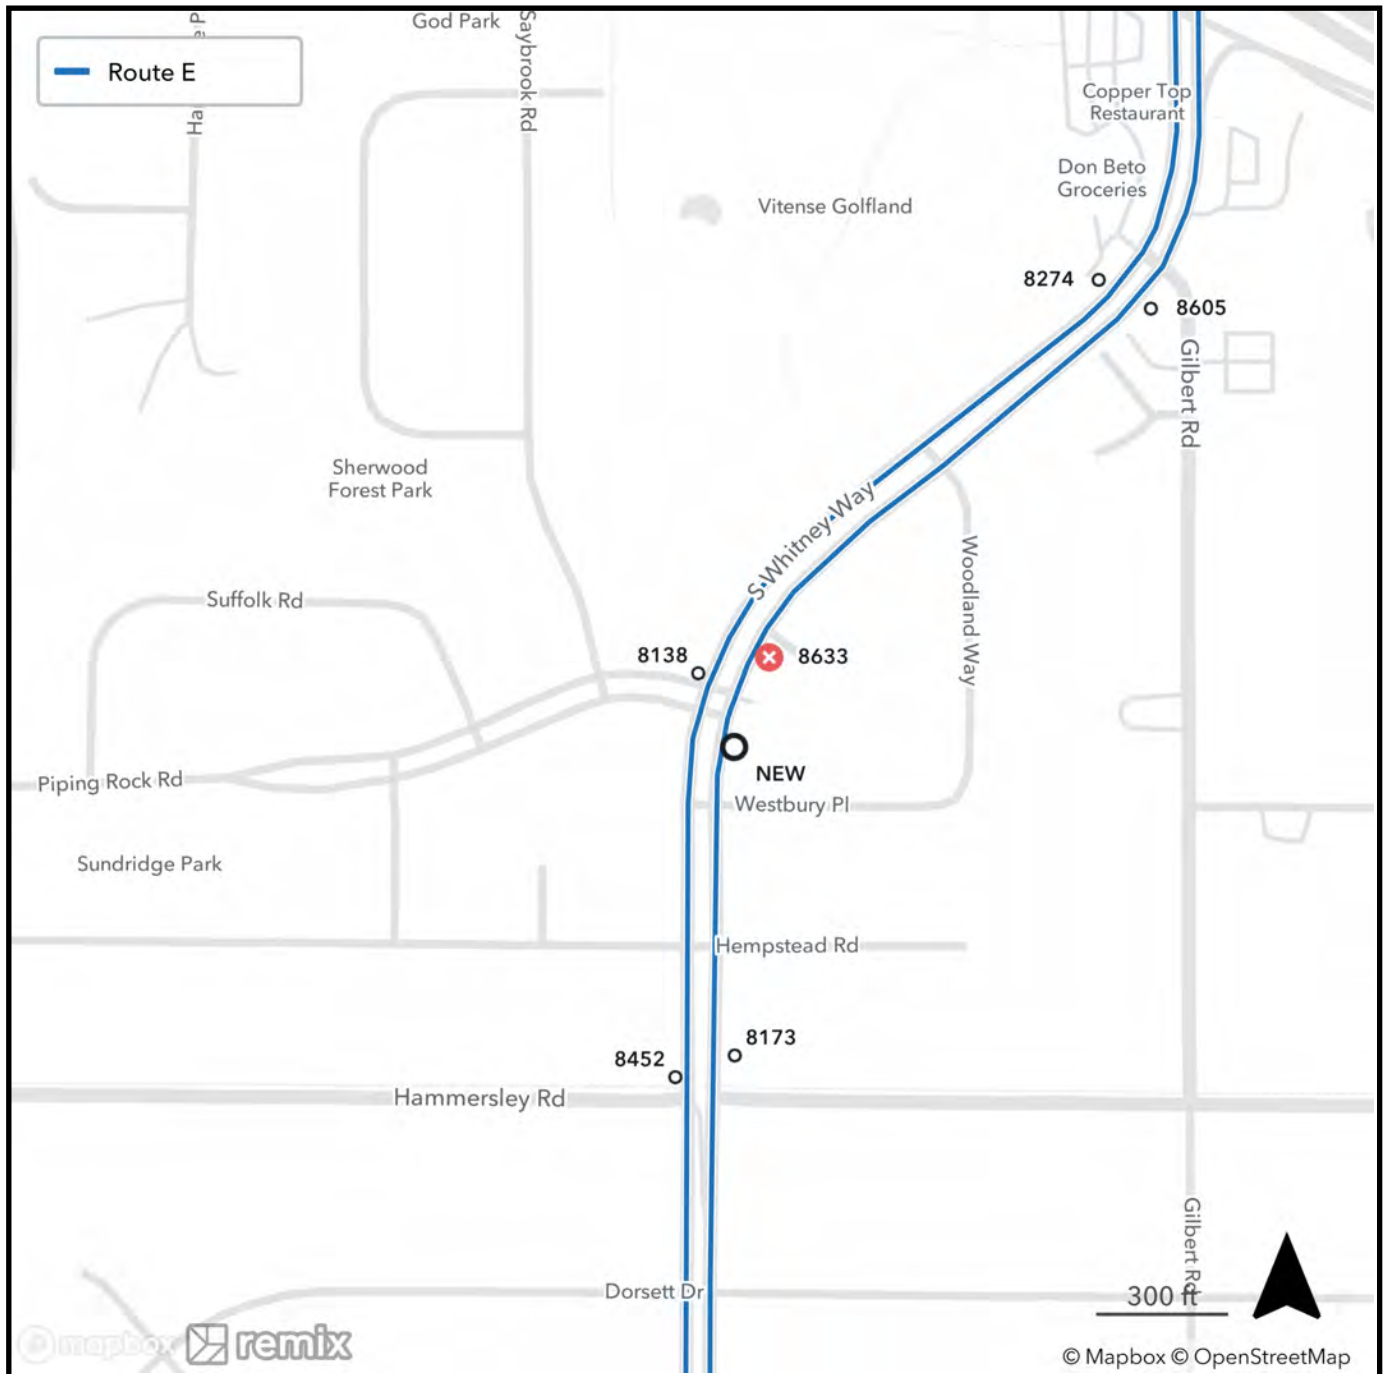 God Park
Saybrook Rd
Route E
Copper Top
Restaurant
Don Beto
Groceries
Vitense Golfland
8274
8605
Gilbert Rd
Sherwood
Forest Park
S Whitney Way
Woodland Way
Suffolk Rd
8138
8633
NEW
Piping Rock Rd
Westbury Pl
Sundridge Park
Hempstead Rd
8173
8452
Hammersley Rd
Gilbert Rd
Dorsett Dr
300 ft
mapbox remix
© Mapbox © OpenStreetMap